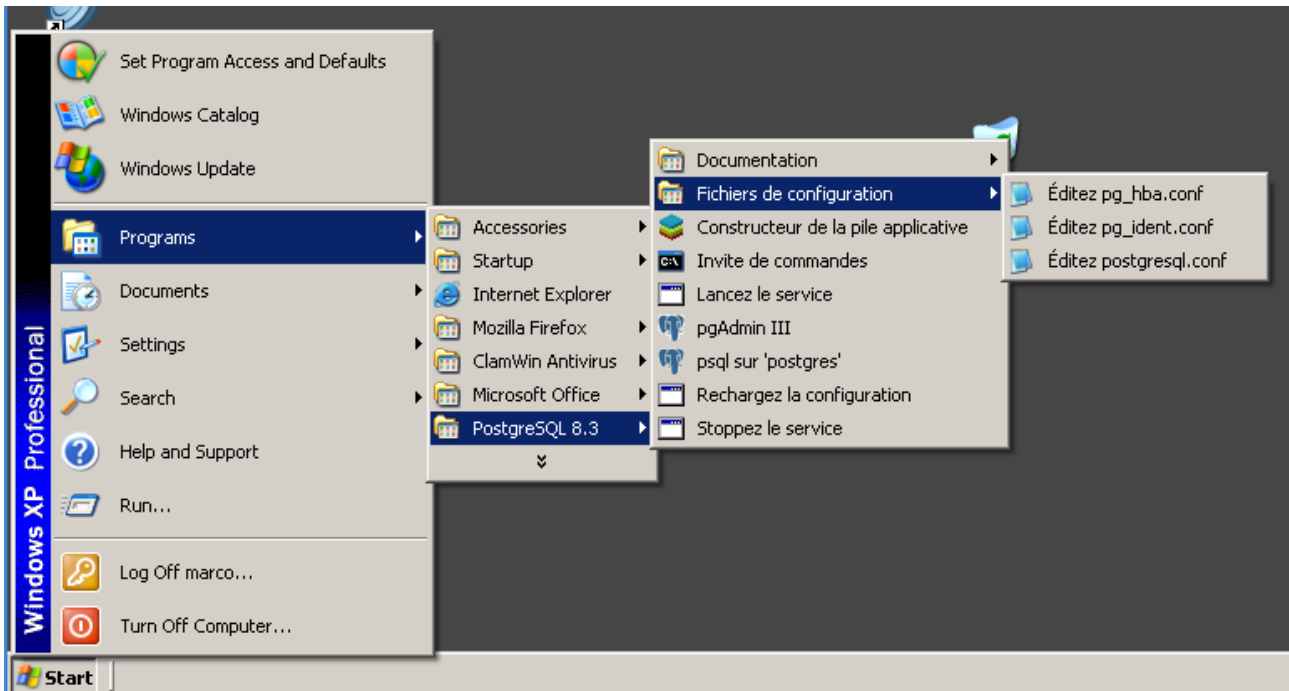 Set Program Access and Defaults
Windows Catalog
Windows Update
Programs
Documents
Settings
Search
Help and Support
Run...
Log Off marco...
Turn Off Computer...
Windows XP Professional
Start
Accessories
Startup
Internet Explorer
Mozilla Firefox
ClamWin Antivirus
Microsoft Office
PostgreSQL 8.3
Documentation
Fichiers de configuration
Constructeur de la pile applicative
Invite de commandes
Lancez le service
pgAdmin III
psql sur 'postgres'
Rechargez la configuration
Stoppez le service
Éditez pg_hba.conf
Éditez pg_ident.conf
Éditez postgresql.conf